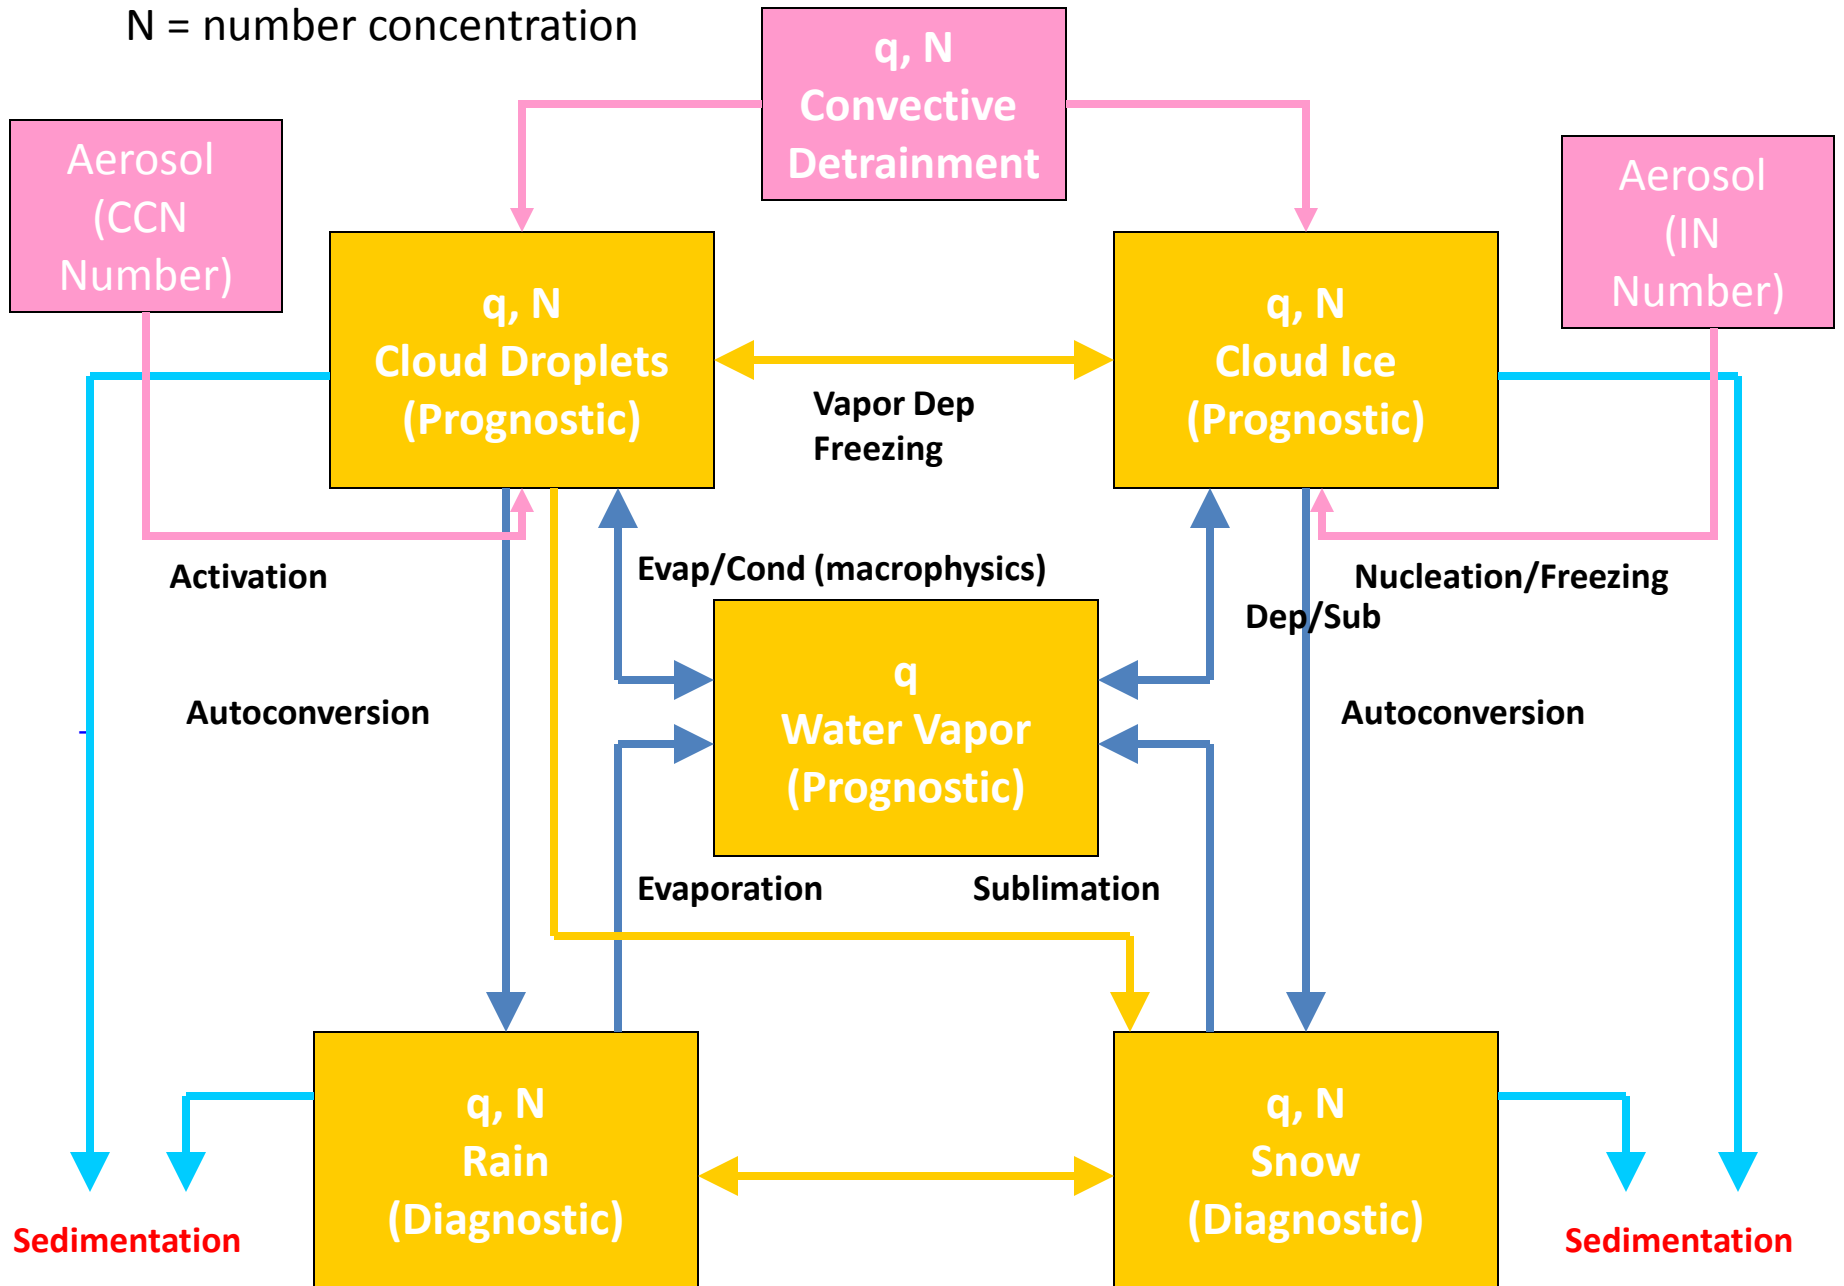 N = number concentration
q, N
Convective
Detrainment
Aerosol
(CCN
Number)
Aerosol
(IN
Number)
q, N
Cloud Droplets
(Prognostic)
q, N
Cloud Ice
(Prognostic)
Vapor Dep
Freezing
Activation
Evap/Cond (macrophysics)
Nucleation/Freezing
Dep/Sub
q
Water Vapor
(Prognostic)
Autoconversion
Autoconversion
Evaporation
Sublimation
q, N
Rain
(Diagnostic)
q, N
Snow
(Diagnostic)
Sedimentation
Sedimentation